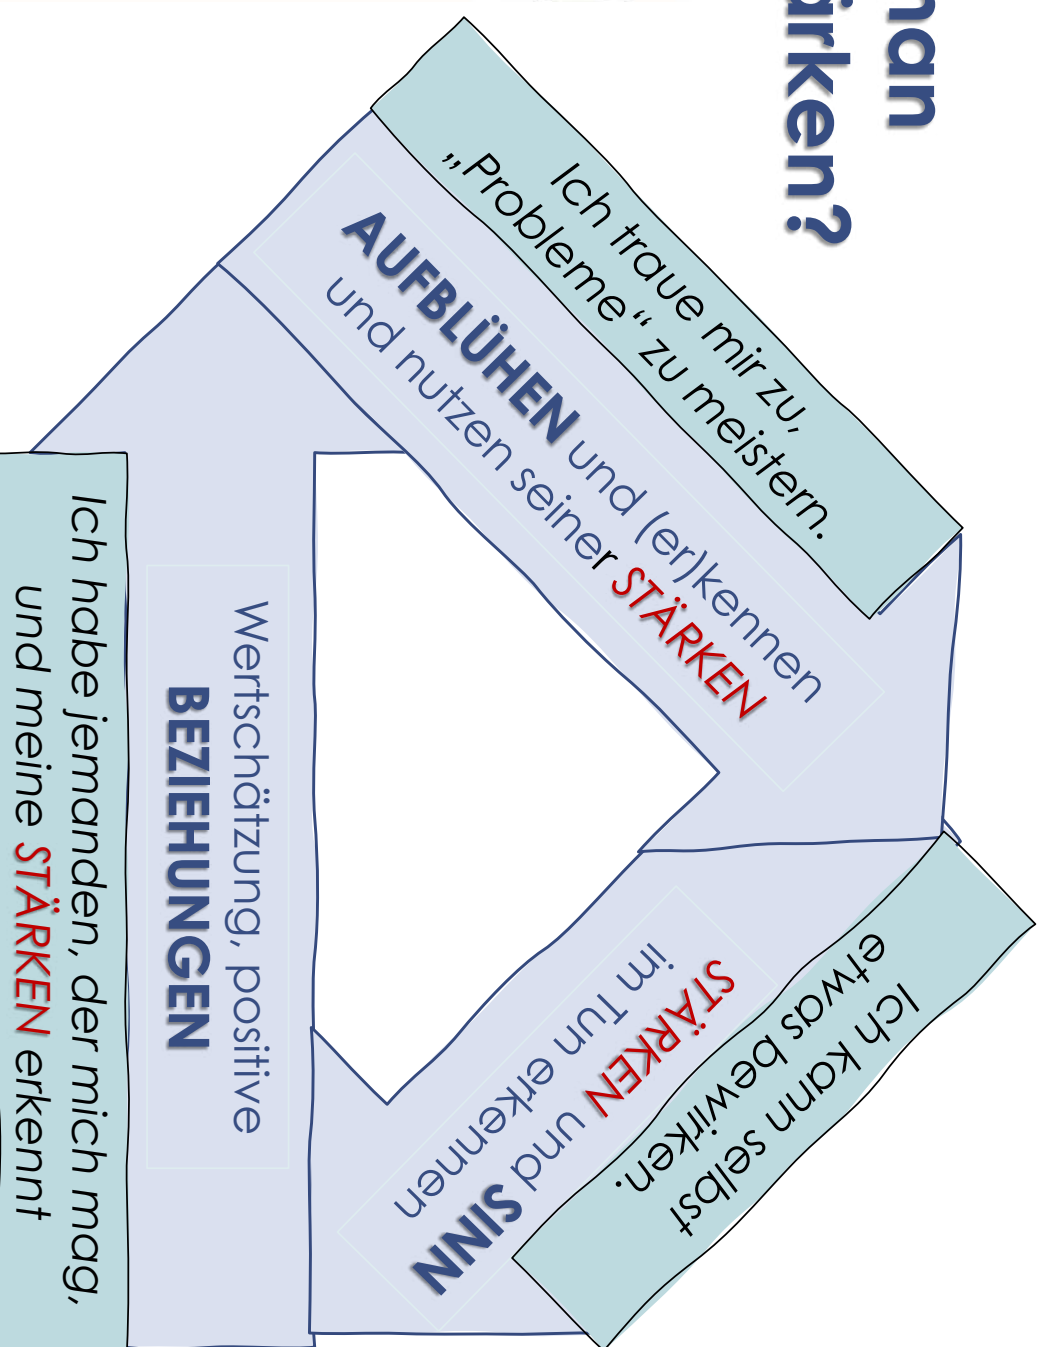 man
ärken?
Ich traue mir zu,
„Probleme“ zu meistern.
AUFBLÜHEN und (er)kennen
und nutzen seiner STÄRKEN
Ich kann selbst
etwas bewirken.
STÄRKEN und SINN
im Tun erkennen
Wertschätzung, positive
BEZIEHUNGEN
Ich habe jemanden, der mich mag,
und meine STÄRKEN erkennt